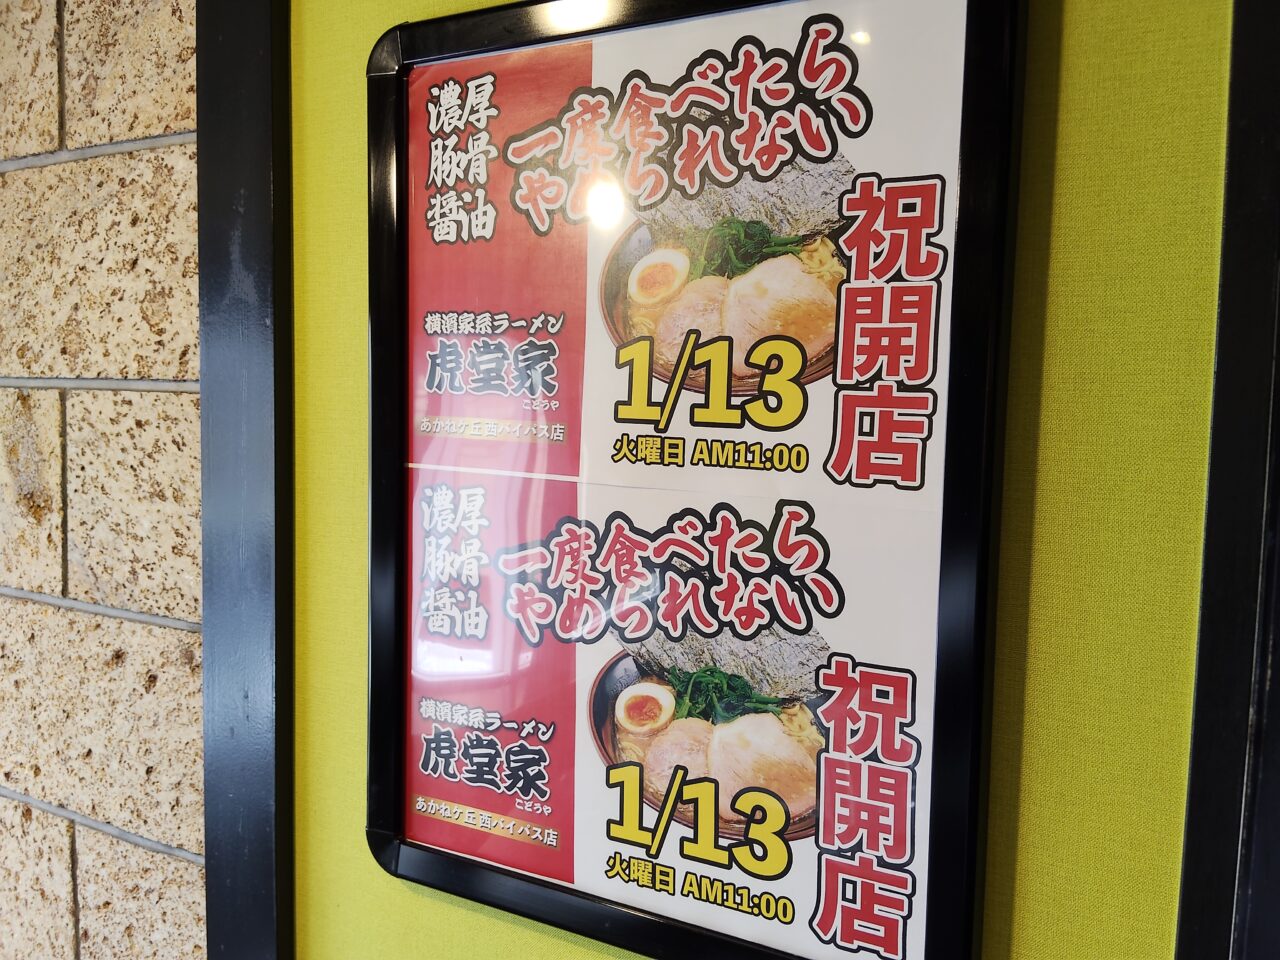 濃厚
豚骨
醤油
一度食べたら、
やめられない
祝開店
横濱家系ラーメン
虎堂家
こどうや
あかねケ丘西バイパス店
1/13
火曜日 AM11:00
濃厚
豚骨
醤油
一度食べたら、
やめられない
祝開店
横濱家系ラーメン
虎堂家
こどうや
あかねケ丘西バイパス店
1/13
火曜日 AM11:00